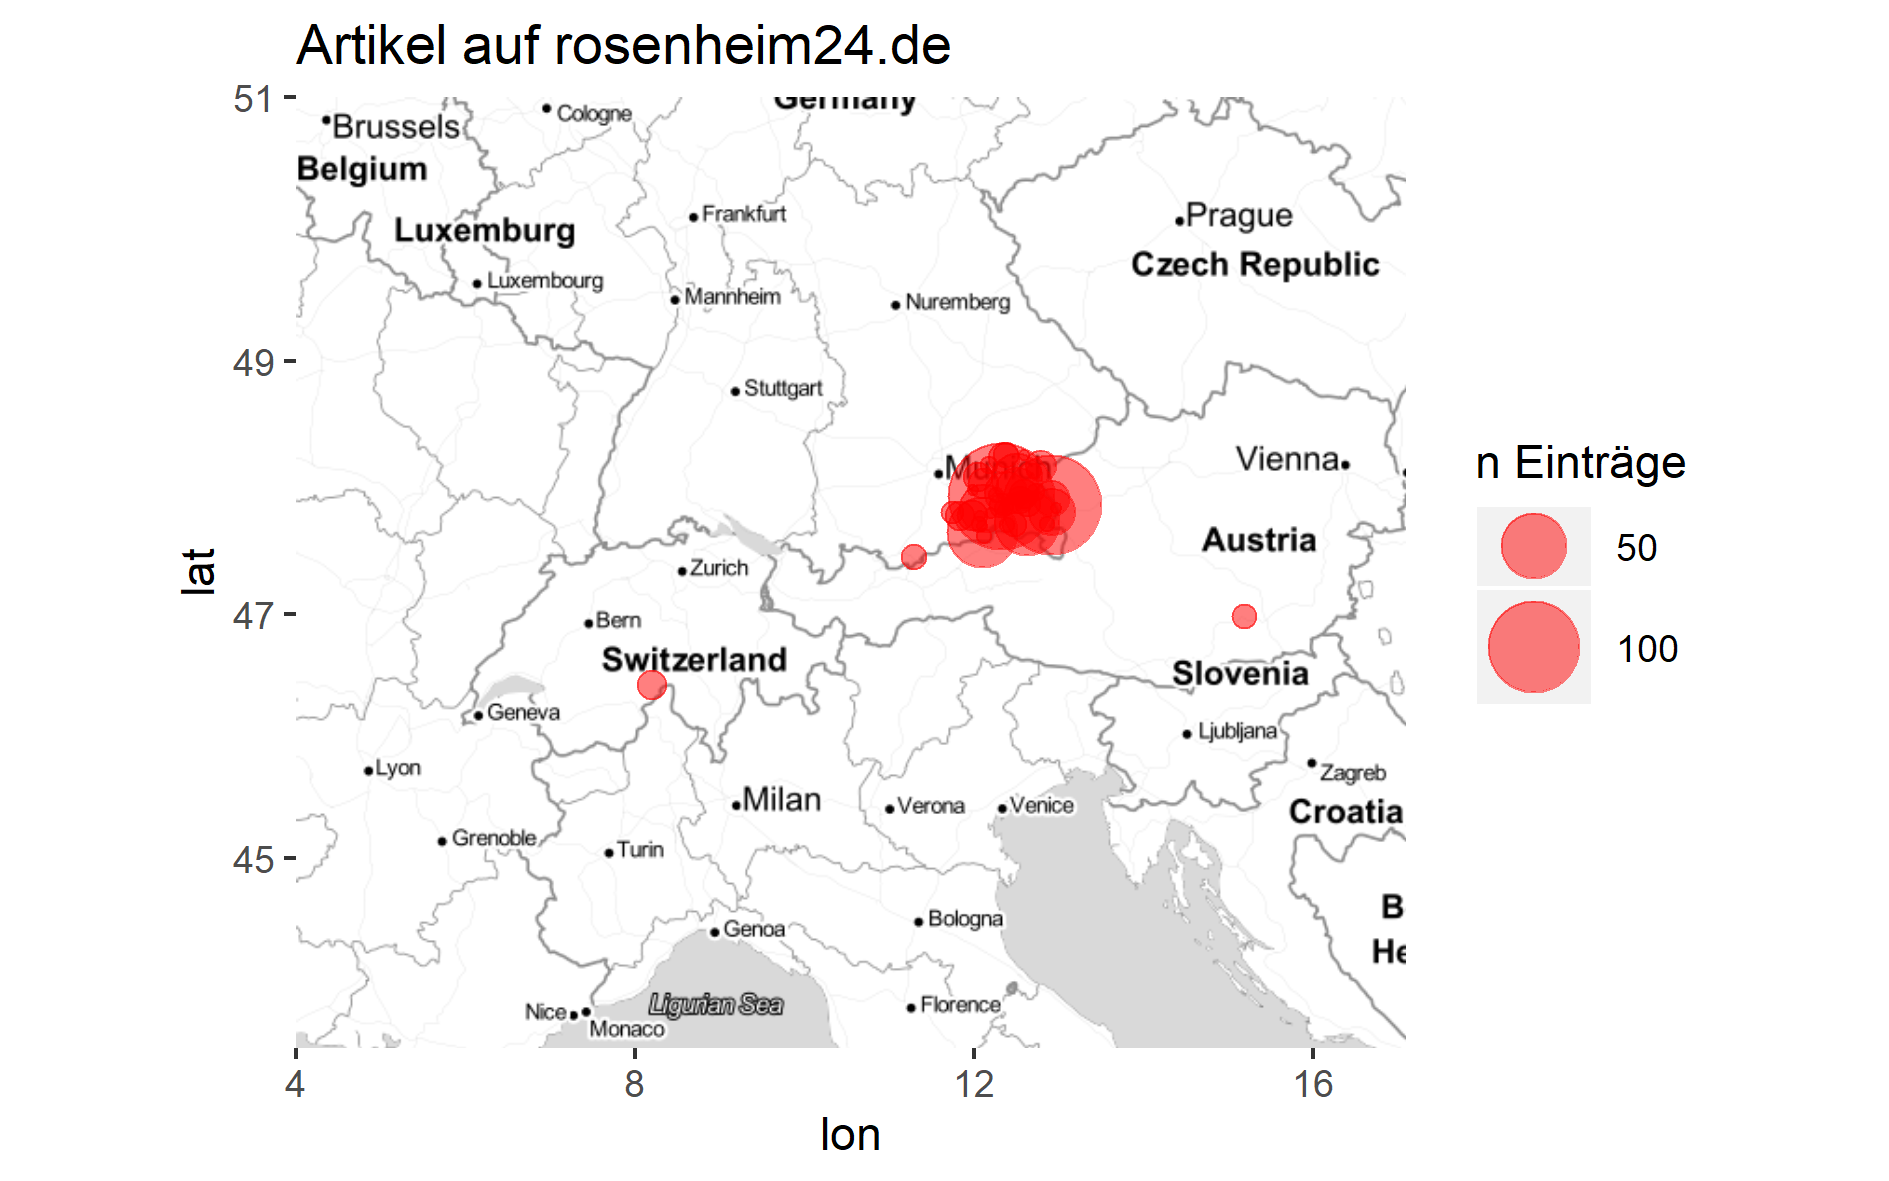 Artikel auf rosenheim24.de
51
49
47
45
lat
4
8
12
16
lon
Germany
Cologne
Brussels
Belgium
Frankfurt
Prague
Luxemburg
Czech Republic
Luxembourg
Mannheim
Nuremberg
Stuttgart
Vienna
Munich
Austria
Zurich
Bern
Switzerland
Slovenia
Geneva
Ljubljana
Lyon
Zagreb
Milan
Verona
Venice
Croatia
Grenoble
Turin
B
Bologna
Genoa
He
Ligurian Sea
Florence
Nice
Monaco
n Einträge
50
100